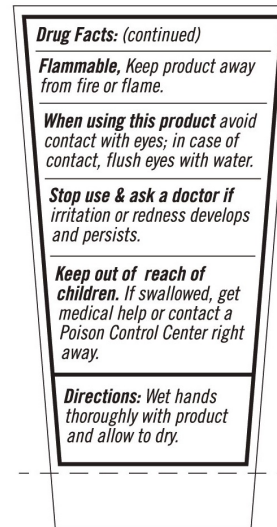 Drug Facts: (continued)
Flammable, Keep product away
from fire or flame.
When using this product avoid
contact with eyes; in case of
contact, flush eyes with water.
Stop use & ask a doctor if
irritation or redness develops
and persists.
Keep out of reach of
children. If swallowed, get
medical help or contact a
Poison Control Center right
away.
Directions: Wet hands
thoroughly with product
and allow to dry.